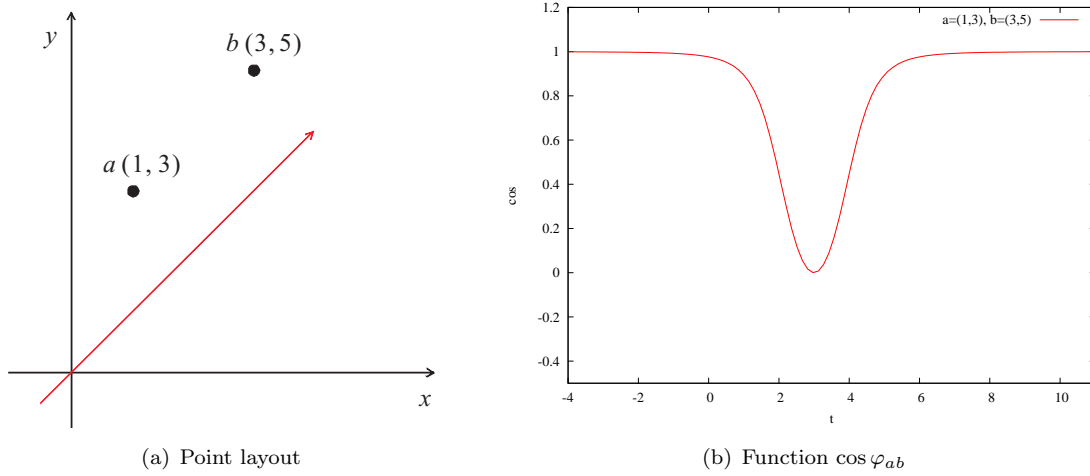 y
b (3, 5)
a (1, 3)
x
(a) Point layout
1.2
1
0.8
0.6
0.4
0.2
0
-0.2
-0.4
cos
a=(1,3), b=(3,5)
-4
-2
0
2
4
6
8
10
t
(b) Function cos φab